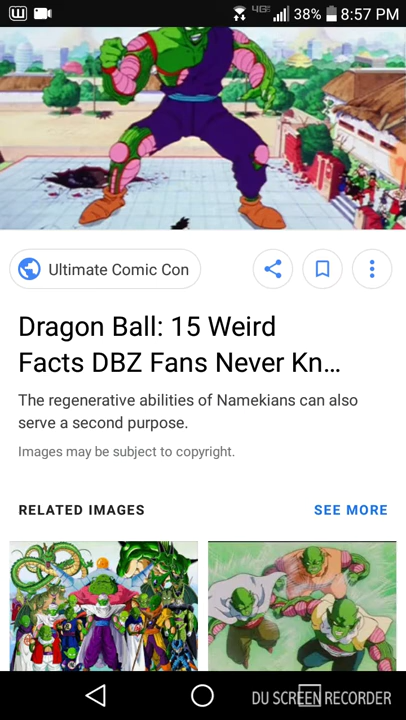 4G 38% 8:57 PM
Ultimate Comic Con
Dragon Ball: 15 Weird
Facts DBZ Fans Never Kn…
The regenerative abilities of Namekians can also
serve a second purpose.
Images may be subject to copyright.
RELATED IMAGES SEE MORE
DU SCREEN RECORDER